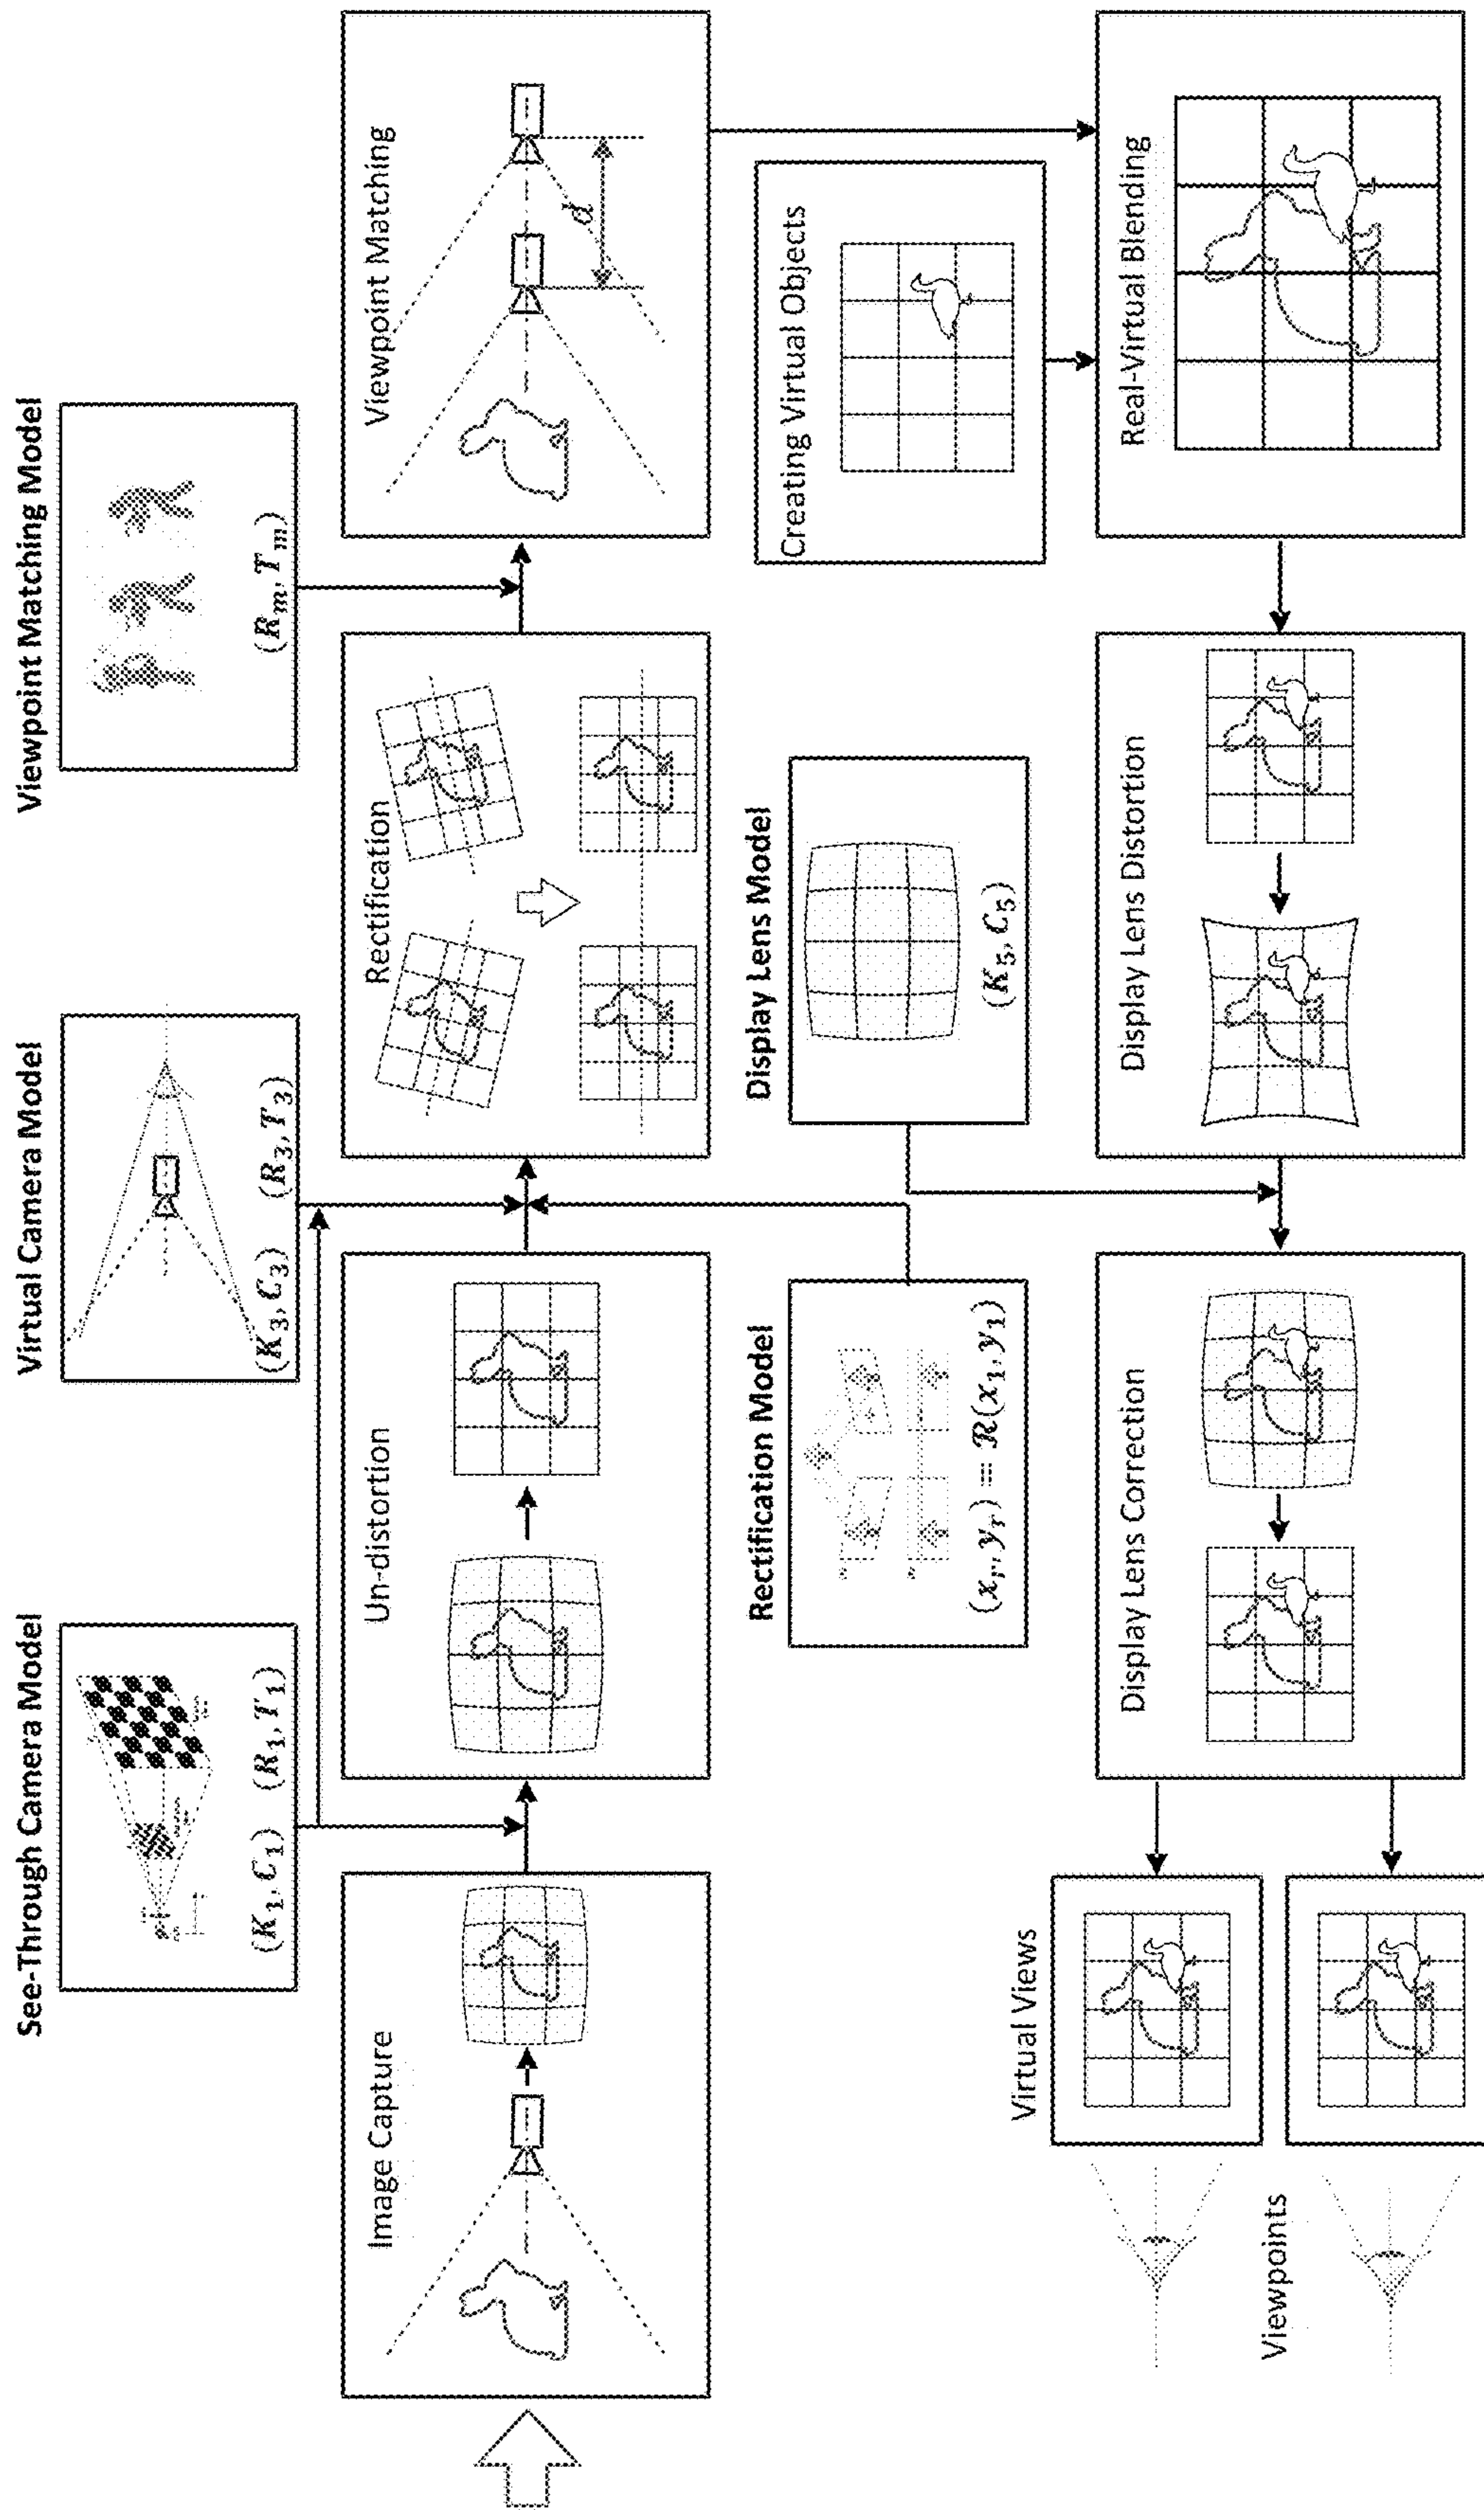 See-Through Camera Model
(K₁, C₁) (R₁, T₁)
Virtual Camera Model
(K₃, C₃) (R₃, T₃)
Viewpoint Matching Model
(Rₘ, Tₘ)
Image Capture
Un-distortion
Rectification
Viewpoint Matching
d
Rectification Model
(xᵣ, yᵣ) = R(x₁, y₁)
Display Lens Model
(K₅, C₅)
Creating Virtual Objects
Virtual Views
Viewpoints
Display Lens Correction
Display Lens Distortion
Real-Virtual Blending